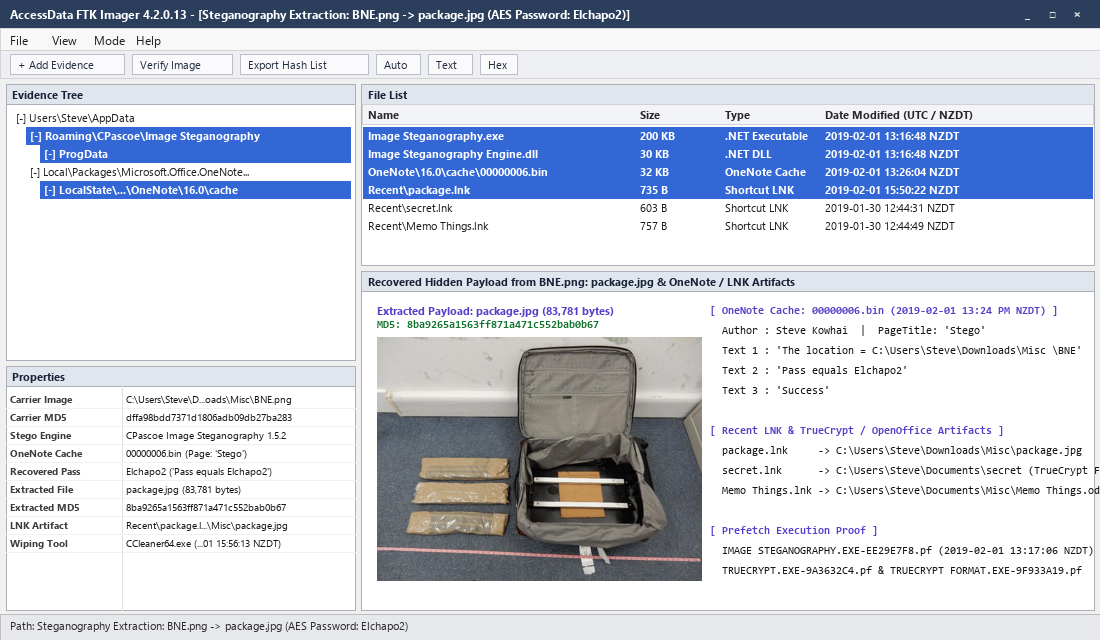 AccessData FTK Imager 4.2.0.13 - [Steganography Extraction: BNE.png -> package.jpg (AES Password: Elchapo2)]
File View Mode Help
+ Add Evidence Verify Image Export Hash List Auto Text Hex
Evidence Tree
[-] Users\Steve\AppData
[-] Roaming\CPascoe\Image Steganography
[-] ProgData
[-] Local\Packages\Microsoft.Office.OneNote...
[-] LocalState\...\OneNote\16.0\cache
File List
Name Size Type Date Modified (UTC / NZDT)
Image Steganography.exe 200 KB .NET Executable 2019-02-01 13:16:48 NZDT
Image Steganography Engine.dll 30 KB .NET DLL 2019-02-01 13:16:48 NZDT
OneNote\16.0\cache\00000006.bin 32 KB OneNote Cache 2019-02-01 13:26:04 NZDT
Recent\package.lnk 735 B Shortcut LNK 2019-02-01 15:50:22 NZDT
Recent\secret.lnk 603 B Shortcut LNK 2019-01-30 12:44:31 NZDT
Recent\Memo Things.lnk 757 B Shortcut LNK 2019-01-30 12:44:49 NZDT
Properties
Carrier Image C:\Users\Steve\D...oads\Misc\BNE.png
Carrier MD5 dffa98bdd7371d1806adb09db27ba283
Stego Engine CPascoe Image Steganography 1.5.2
OneNote Cache 00000006.bin (Page: 'Stego')
Recovered Pass Elchapo2 ('Pass equals Elchapo2')
Extracted File package.jpg (83,781 bytes)
Extracted MD5 8ba9265a1563ff871a471c552bab0b67
LNK Artifact Recent\package.l...\Misc\package.jpg
Wiping Tool CCleaner64.exe (...01 15:56:13 NZDT)
Recovered Hidden Payload from BNE.png: package.jpg & OneNote / LNK Artifacts
Extracted Payload: package.jpg (83,781 bytes)
MD5: 8ba9265a1563ff871a471c552bab0b67
[ OneNote Cache: 00000006.bin (2019-02-01 13:24 PM NZDT) ]
Author : Steve Kowhai | PageTitle: 'Stego'
Text 1 : 'The location = C:\Users\Steve\Downloads\Misc \BNE'
Text 2 : 'Pass equals Elchapo2'
Text 3 : 'Success'
[ Recent LNK & TrueCrypt / OpenOffice Artifacts ]
package.lnk -> C:\Users\Steve\Downloads\Misc\package.jpg
secret.lnk -> C:\Users\Steve\Documents\secret (TrueCrypt F
Memo Things.lnk -> C:\Users\Steve\Documents\Misc\Memo Things.od
[ Prefetch Execution Proof ]
IMAGE STEGANOGRAPHY.EXE-EE29E7F8.pf (2019-02-01 13:17:06 NZDT)
TRUECRYPT.EXE-9A3632C4.pf & TRUECRYPT FORMAT.EXE-9F933A19.pf
Path: Steganography Extraction: BNE.png -> package.jpg (AES Password: Elchapo2)